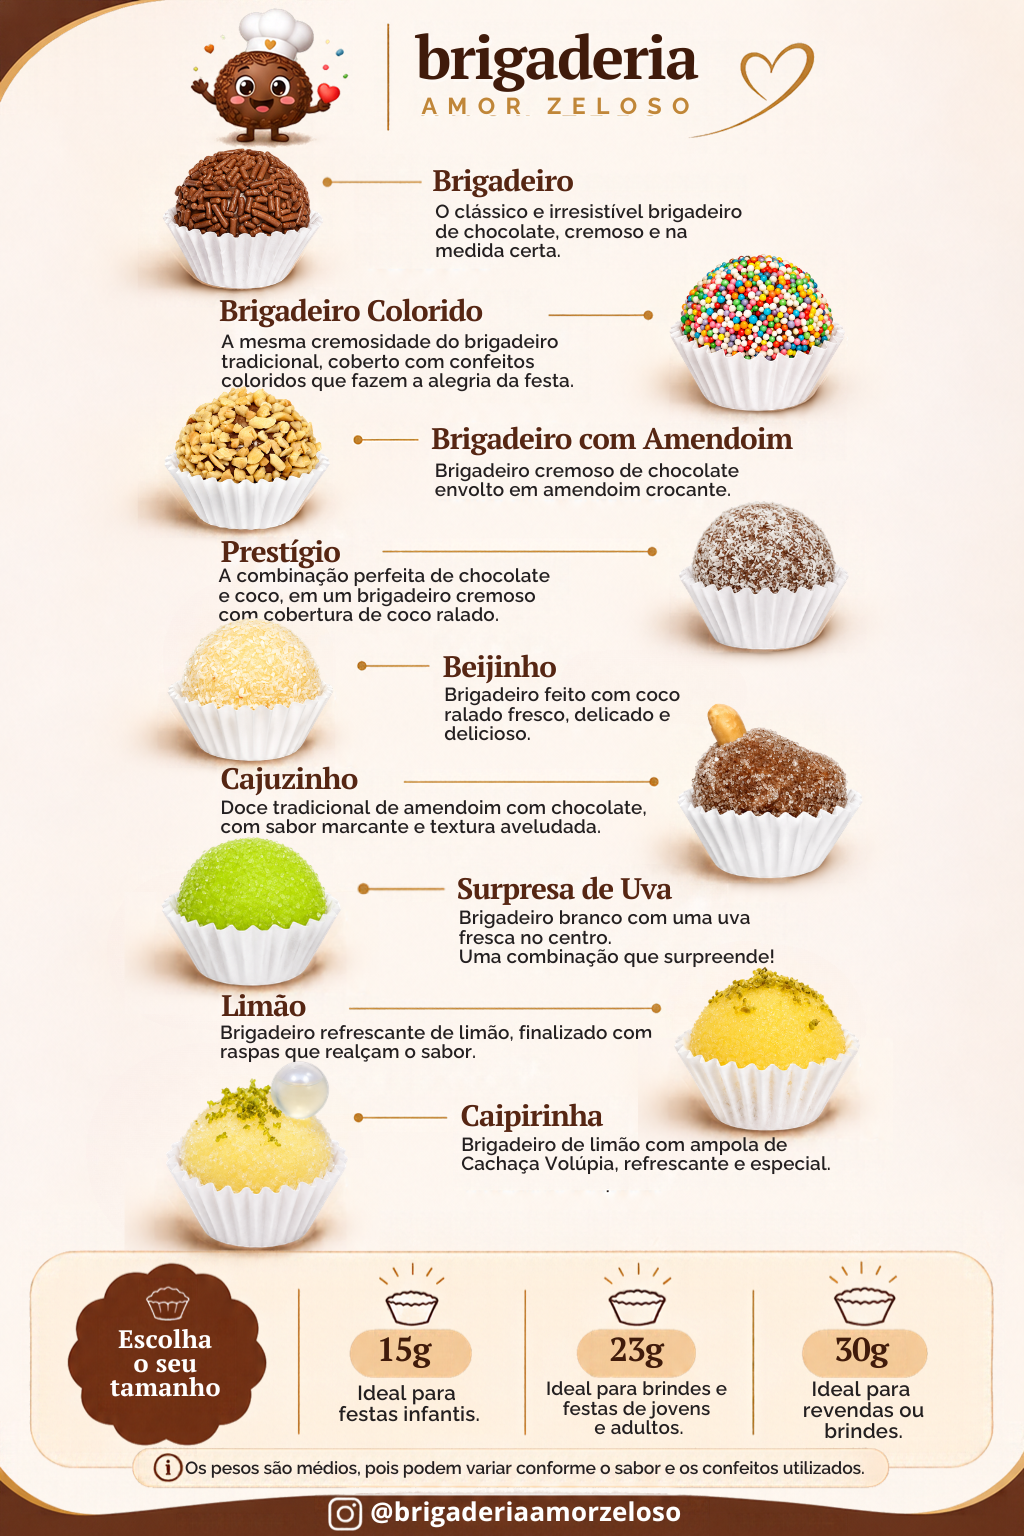 brigaderia
AMOR ZELOSO
Brigadeiro
O clássico e irresistível brigadeiro
de chocolate, cremoso e na
medida certa.
Brigadeiro Colorido
A mesma cremosidade do brigadeiro
tradicional, coberto com confeitos
coloridos que fazem a alegria da festa.
Brigadeiro com Amendoim
Brigadeiro cremoso de chocolate
envolto em amendoim crocante.
Prestígio
A combinação perfeita de chocolate
e coco, em um brigadeiro cremoso
com cobertura de coco ralado.
Beijinho
Brigadeiro feito com coco
ralado fresco, delicado e
delicioso.
Cajuzinho
Doce tradicional de amendoim com chocolate,
com sabor marcante e textura aveludada.
Surpresa de Uva
Brigadeiro branco com uma uva
fresca no centro.
Uma combinação que surpreende!
Limão
Brigadeiro refrescante de limão, finalizado com
raspas que realçam o sabor.
Caipirinha
Brigadeiro de limão com ampola de
Cachaça Volúpia, refrescante e especial.
.
Escolha
o seu
tamanho
15g
Ideal para
festas infantis.
23g
Ideal para brindes e
festas de jovens
e adultos.
30g
Ideal para
revendas ou
brindes.
i Os pesos são médios, pois podem variar conforme o sabor e os confeitos utilizados.
@brigaderiaamorzeloso